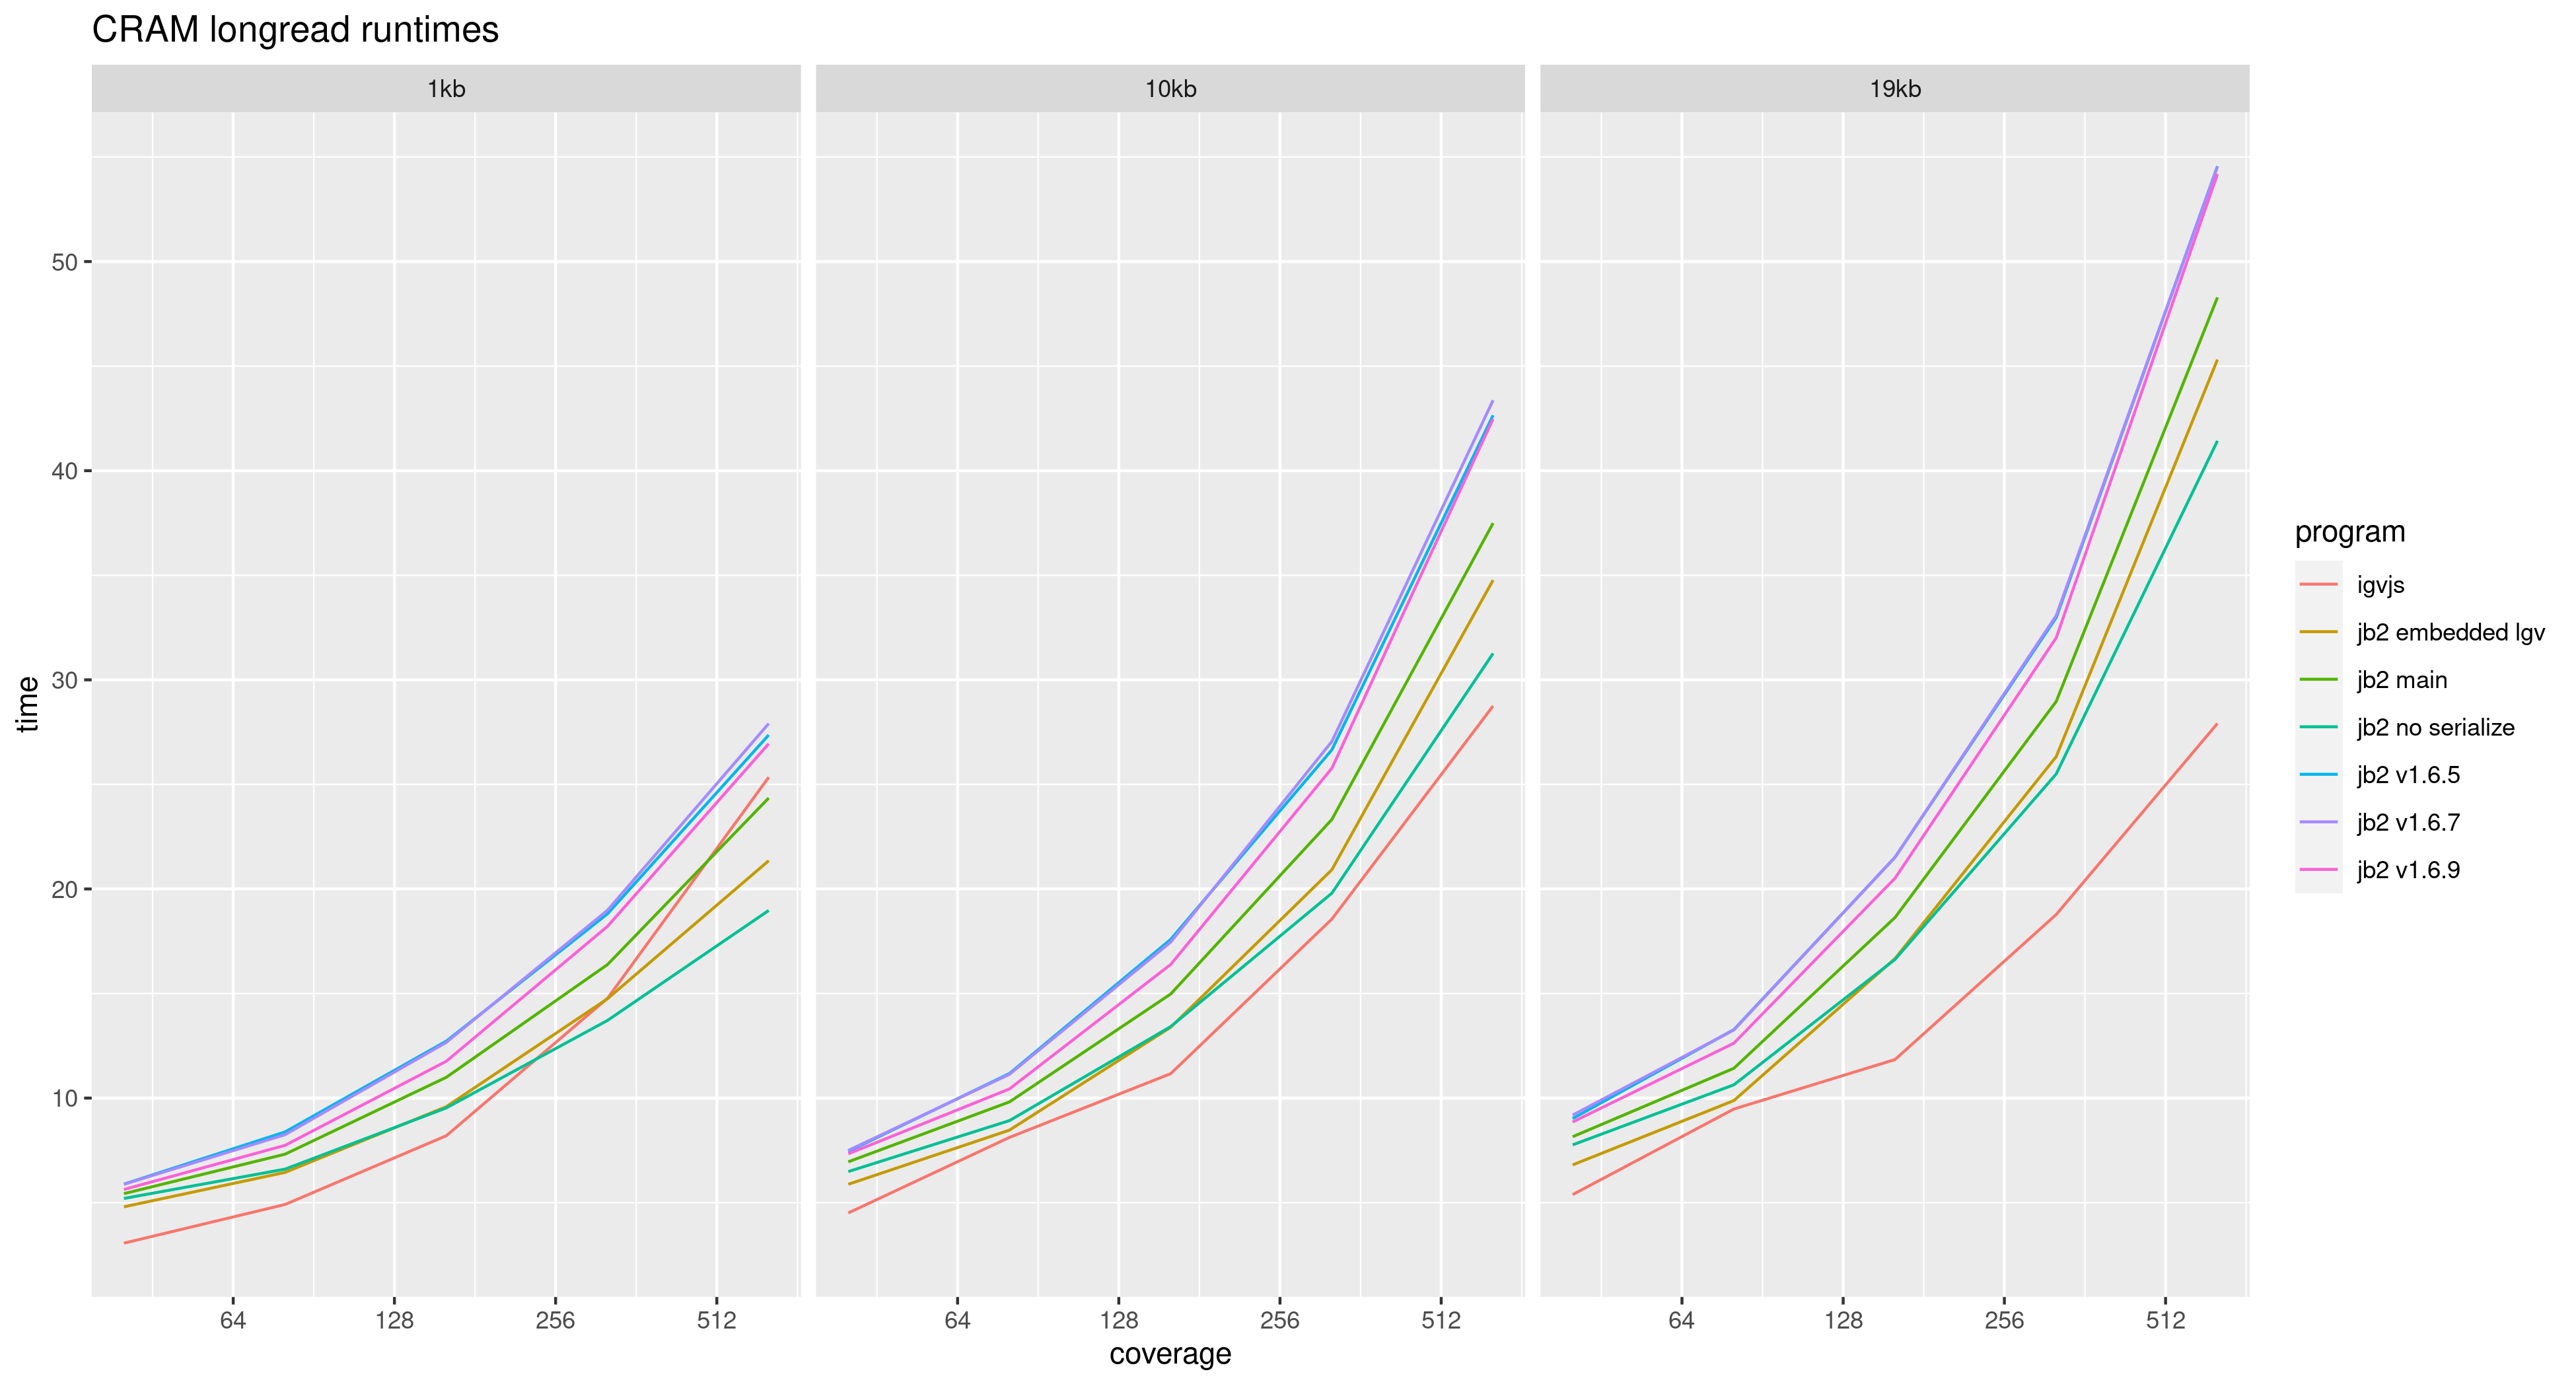 CRAM longread runtimes
1kb
10kb
19kb
50
40
30
20
10
time
64
128
256
512
64
128
256
512
64
128
256
512
coverage
program
igvjs
jb2 embedded lgv
jb2 main
jb2 no serialize
jb2 v1.6.5
jb2 v1.6.7
jb2 v1.6.9